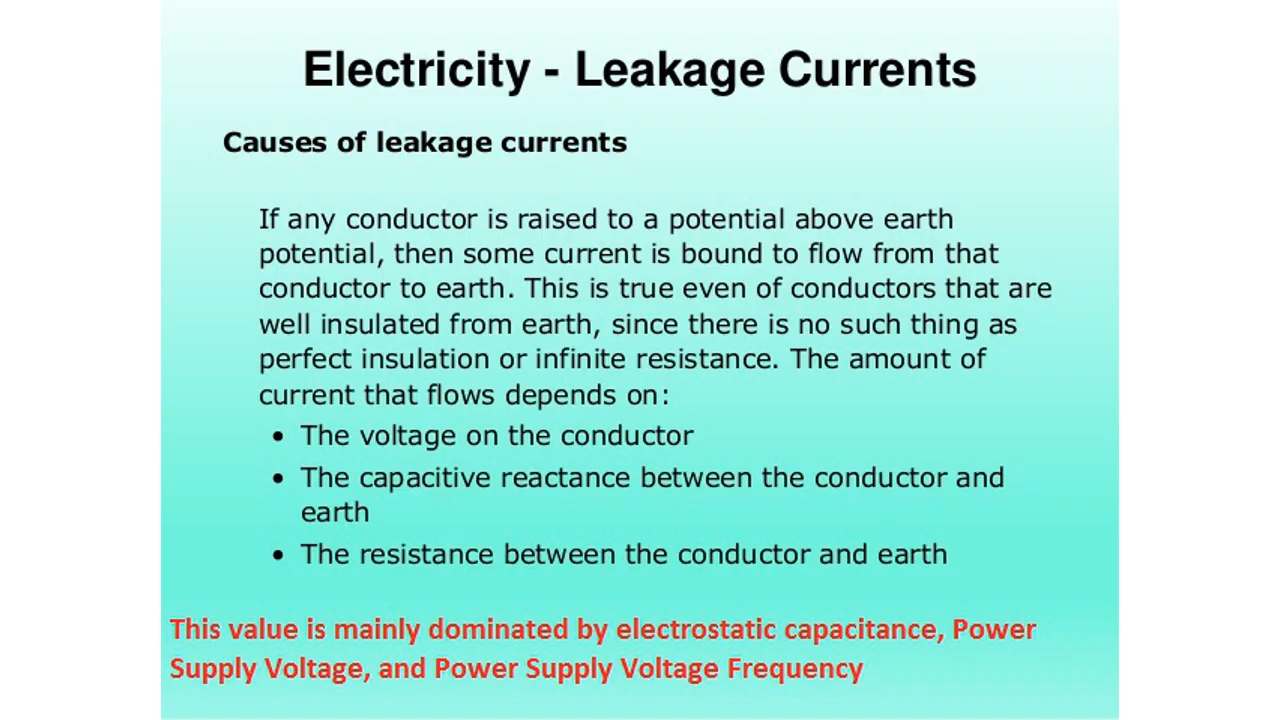 Electricity - Leakage Currents
Causes of leakage currents
If any conductor is raised to a potential above earth
potential, then some current is bound to flow from that
conductor to earth. This is true even of conductors that are
well insulated from earth, since there is no such thing as
perfect insulation or infinite resistance. The amount of
current that flows depends on:
• The voltage on the conductor
• The capacitive reactance between the conductor and
earth
• The resistance between the conductor and earth
This value is mainly dominated by electrostatic capacitance, Power
Supply Voltage, and Power Supply Voltage Frequency